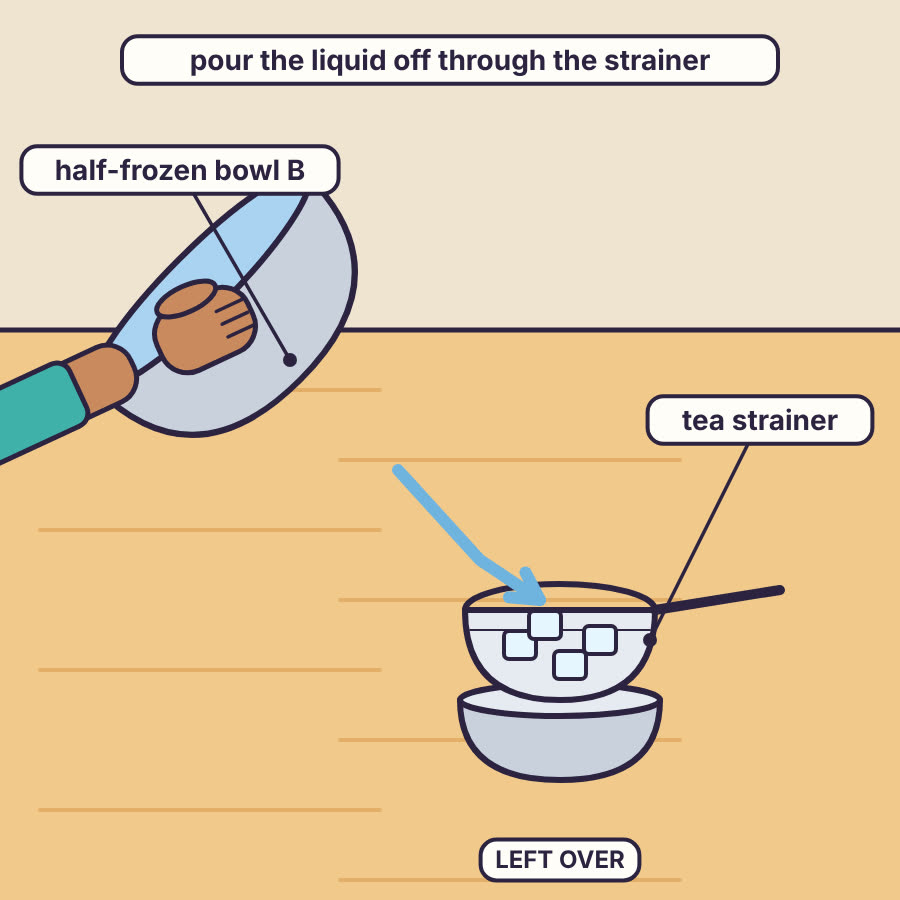 pour the liquid off through the strainer
half-frozen bowl B
tea strainer
LEFT OVER